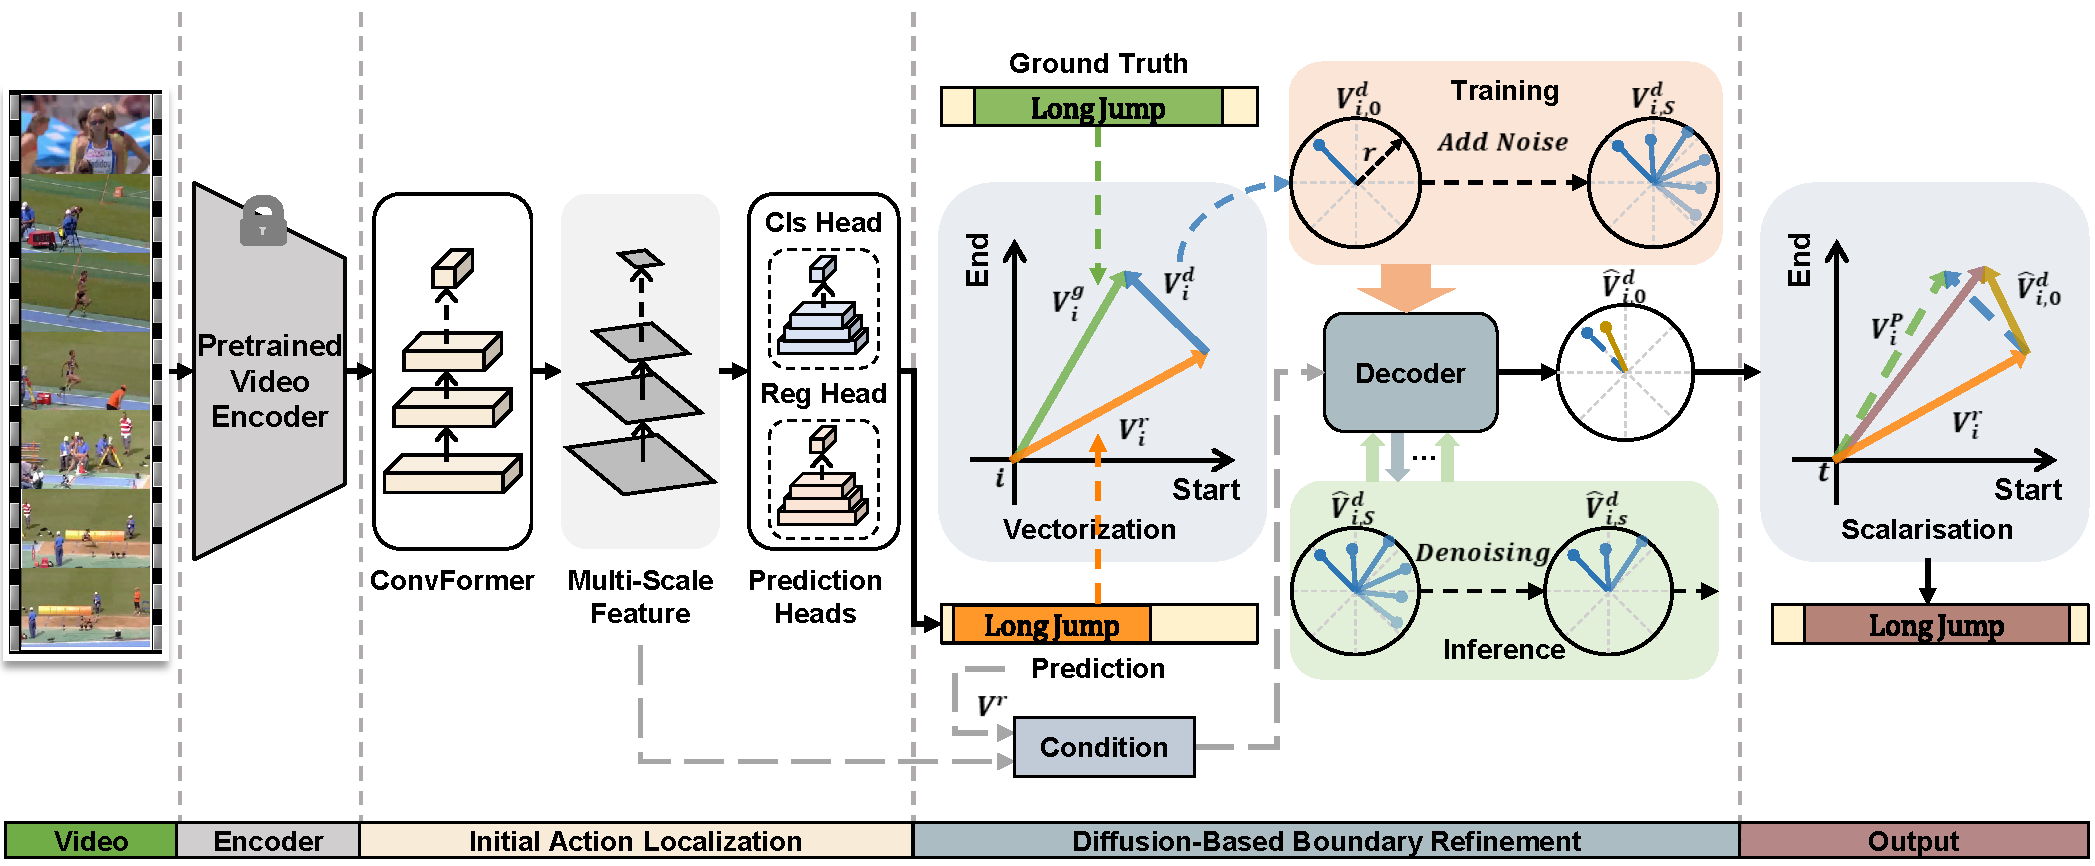 Pretrained
Video
Encoder
ConvFormer
Multi-Scale
Feature
Cls Head
Reg Head
Prediction
Heads
Ground Truth
Long Jump
End
V_i^g
V_i^d
V_i^r
i
Start
Vectorization
Long Jump
Prediction
V^r
Condition
Training
V_{i,0}^d
r
Add Noise
V_{i,S}^d
Decoder
...
\hat{V}_{i,0}^d
\hat{V}_{i,S}^d
Denoising
\hat{V}_{i,s}^d
Inference
End
V_i^P
\hat{V}_{i,0}^d
V_i^r
t
Start
Scalarisation
Long Jump
Video
Encoder
Initial Action Localization
Diffusion-Based Boundary Refinement
Output